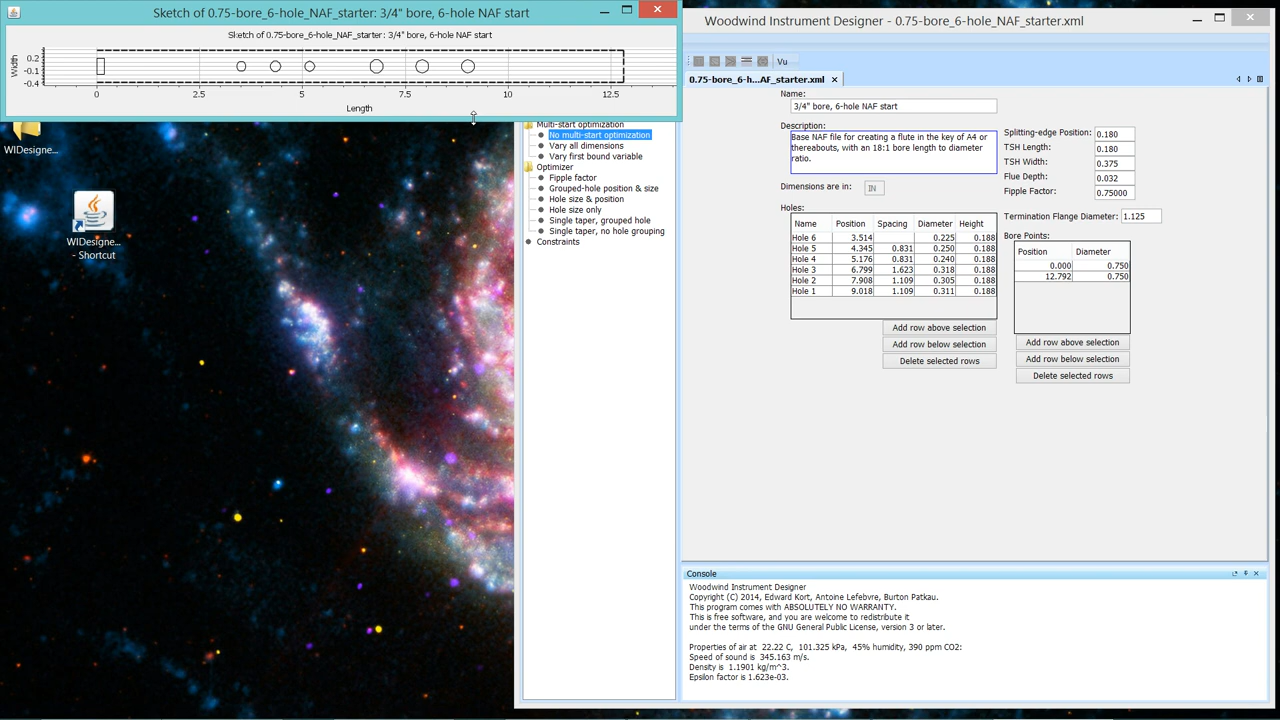 Sketch of 0.75-bore_6-hole_NAF_starter: 3/4" bore, 6-hole NAF start
Sketch of 0.75-bore_6-hole_NAF_starter: 3/4" bore, 6-hole NAF start
Width
0.2
-0.1
-0.4
0
2.5
5
7.5
10
12.5
Length
WIDesigne...
WIDesigne...
- Shortcut
Woodwind Instrument Designer - 0.75-bore_6-hole_NAF_starter.xml
Vu
0.75-bore_6-h...AF_starter.xml
Multi-start optimization
No multi-start optimization
Vary all dimensions
Vary first bound variable
Optimizer
Fipple factor
Grouped-hole position & size
Hole size & position
Hole size only
Single taper, grouped hole
Single taper, no hole grouping
Constraints
Name:
3/4" bore, 6-hole NAF start
Description:
Base NAF file for creating a flute in the key of A4 or
thereabouts, with an 18:1 bore length to diameter
ratio.
Dimensions are in: IN
Holes:
Name Position Spacing Diameter Height
Hole 6 3.514 0.225 0.188
Hole 5 4.345 0.831 0.250 0.188
Hole 4 5.176 0.831 0.240 0.188
Hole 3 6.799 1.623 0.318 0.188
Hole 2 7.908 1.109 0.305 0.188
Hole 1 9.018 1.109 0.311 0.188
Add row above selection
Add row below selection
Delete selected rows
Splitting-edge Position: 0.180
TSH Length: 0.180
TSH Width: 0.375
Flue Depth: 0.032
Fipple Factor: 0.75000
Termination Flange Diameter: 1.125
Bore Points:
Position Diameter
0.000 0.750
12.792 0.750
Add row above selection
Add row below selection
Delete selected rows
Console
Woodwind Instrument Designer
Copyright (C) 2014, Edward Kort, Antoine Lefebvre, Burton Patkau.
This program comes with ABSOLUTELY NO WARRANTY.
This is free software, and you are welcome to redistribute it
under the terms of the GNU General Public License, version 3 or later.
Properties of air at 22.22 C, 101.325 kPa, 45% humidity, 390 ppm CO2:
Speed of sound is 345.163 m/s.
Density is 1.1901 kg/m^3.
Epsilon factor is 1.623e-03.